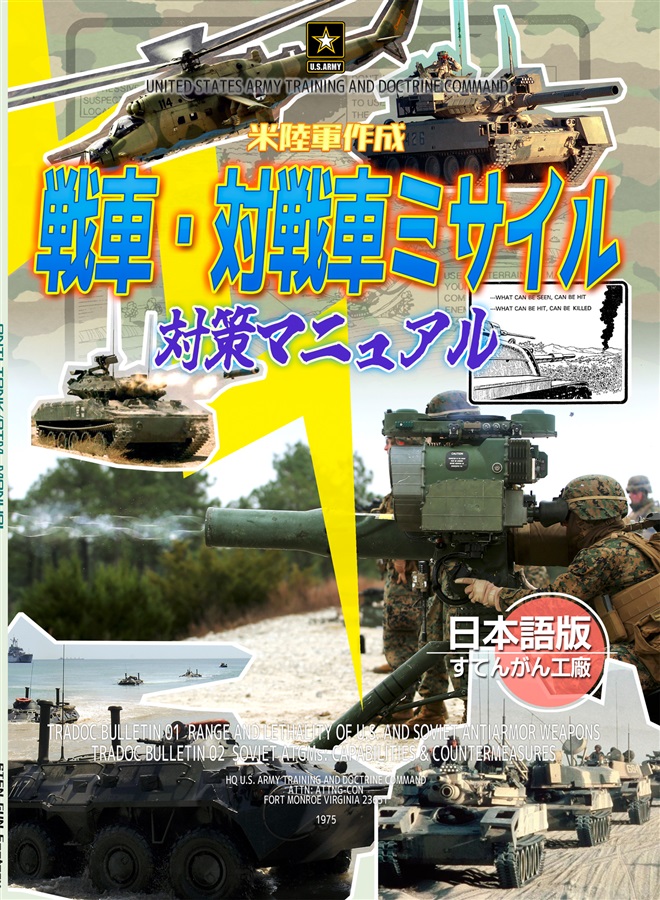 U.S.ARMY
UNITED STATES ARMY TRAINING AND DOCTRINE COMMAND
114
米陸軍作成
戦車・対戦車ミサイル
対策マニュアル
—WHAT CAN BE SEEN, CAN BE HIT
—WHAT CAN BE HIT, CAN BE KILLED
日本語版
すてんがん工廠
TRADOC BULLETIN 01 RANGE AND LETHALITY OF U.S. AND SOVIET ANTIARMOR WEAPONS
TRADOC BULLETIN 02 SOVIET ATGMs: CAPABILITIES & COUNTERMEASURES
HQ U.S. ARMY TRAINING AND DOCTRINE COMMAND
ATTN: ATTNG-CON
FORT MONROE VIRGINIA 23651
1975